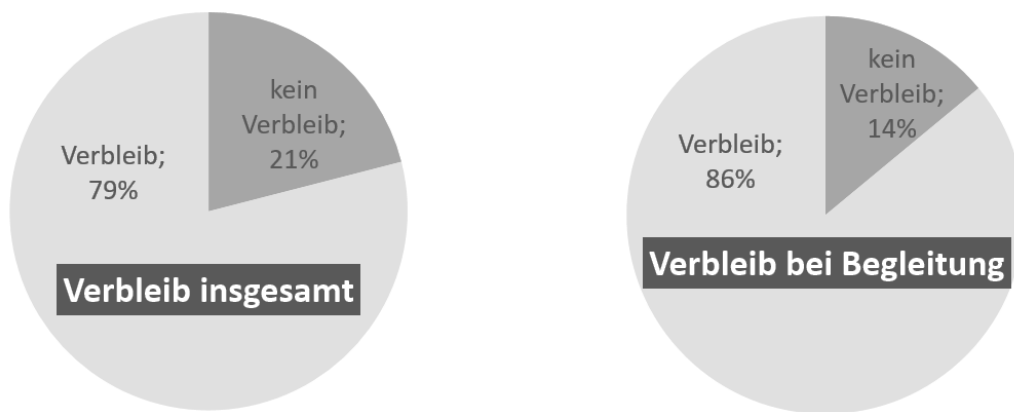 kein
Verbleib;
21%
Verbleib;
79%
Verbleib insgesamt
kein
Verbleib;
14%
Verbleib;
86%
Verbleib bei Begleitung